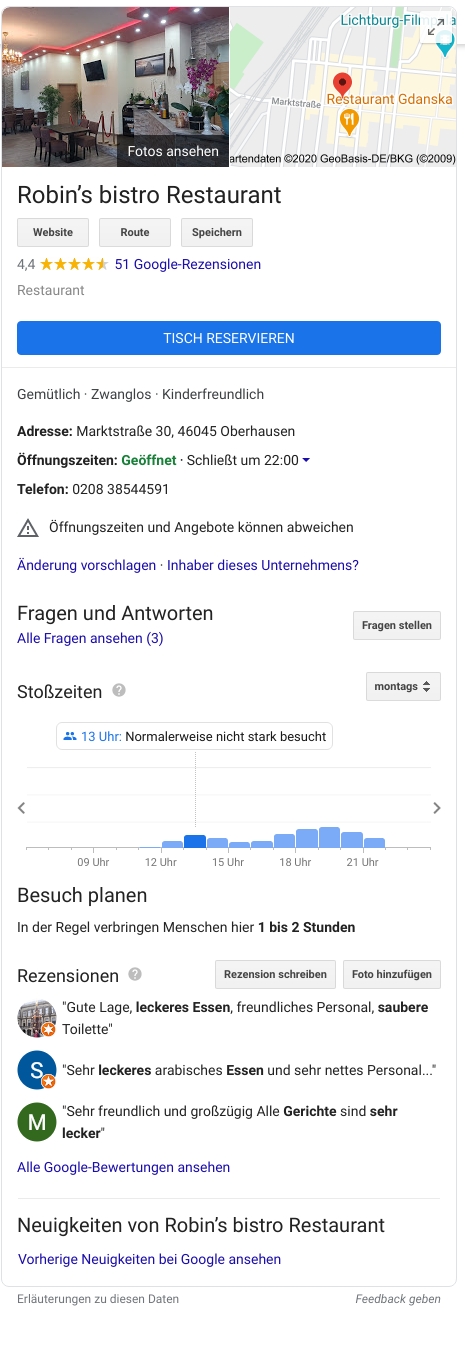 Lichtburg-Filmpala
Fotos ansehen
Marktstraße
Restaurant Gdanska
artendaten ©2020 GeoBasis-DE/BKG (©2009)
Robin’s bistro Restaurant
Website
Route
Speichern
4,4 51 Google-Rezensionen
Restaurant
TISCH RESERVIEREN
Gemütlich · Zwanglos · Kinderfreundlich
Adresse: Marktstraße 30, 46045 Oberhausen
Öffnungszeiten: Geöffnet · Schließt um 22:00
Telefon: 0208 38544591
Öffnungszeiten und Angebote können abweichen
Änderung vorschlagen · Inhaber dieses Unternehmens?
Fragen und Antworten
Alle Fragen ansehen (3)
Fragen stellen
Stoßzeiten ?
montags
13 Uhr: Normalerweise nicht stark besucht
09 Uhr 12 Uhr 15 Uhr 18 Uhr 21 Uhr
Besuch planen
In der Regel verbringen Menschen hier 1 bis 2 Stunden
Rezensionen ?
Rezension schreiben
Foto hinzufügen
"Gute Lage, leckeres Essen, freundliches Personal, saubere
Toilette"
S
"Sehr leckeres arabisches Essen und sehr nettes Personal..."
M
"Sehr freundlich und großzügig Alle Gerichte sind sehr
lecker"
Alle Google-Bewertungen ansehen
Neuigkeiten von Robin’s bistro Restaurant
Vorherige Neuigkeiten bei Google ansehen
Erläuterungen zu diesen Daten
Feedback geben